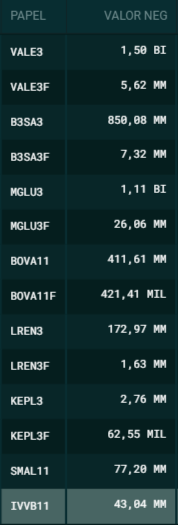 PAPEL VALOR NEG
VALE3 1,50 BI
VALE3F 5,62 MM
B3SA3 850,08 MM
B3SA3F 7,32 MM
MGLU3 1,11 BI
MGLU3F 26,06 MM
BOVA11 411,61 MM
BOVA11F 421,41 MIL
LREN3 172,97 MM
LREN3F 1,63 MM
KEPL3 2,76 MM
KEPL3F 62,55 MIL
SMAL11 77,20 MM
IVVB11 43,04 MM